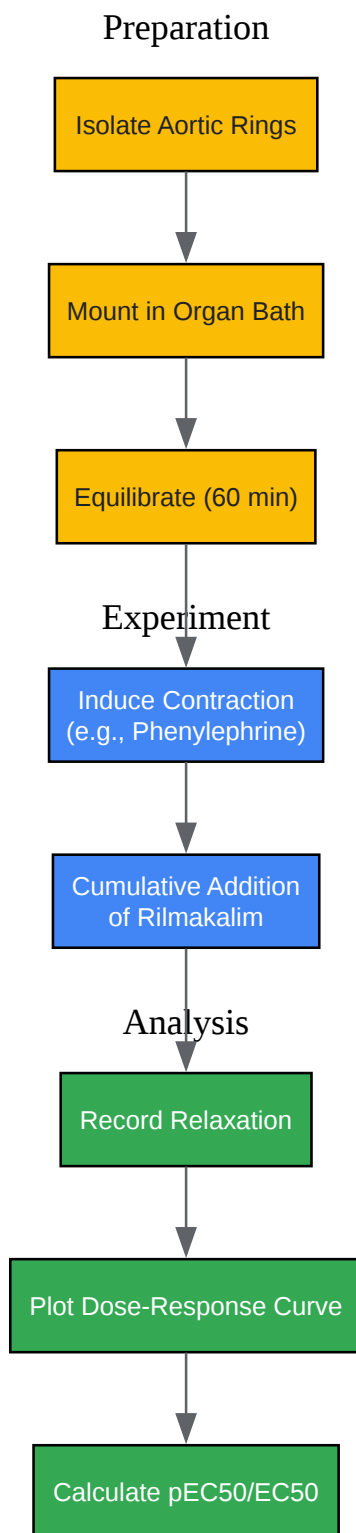 Preparation
Isolate Aortic Rings
Mount in Organ Bath
Equilibrate (60 min)
Experiment
Induce Contraction
(e.g., Phenylephrine)
Cumulative Addition
of Rilmakalim
Analysis
Record Relaxation
Plot Dose-Response Curve
Calculate pEC50/EC50